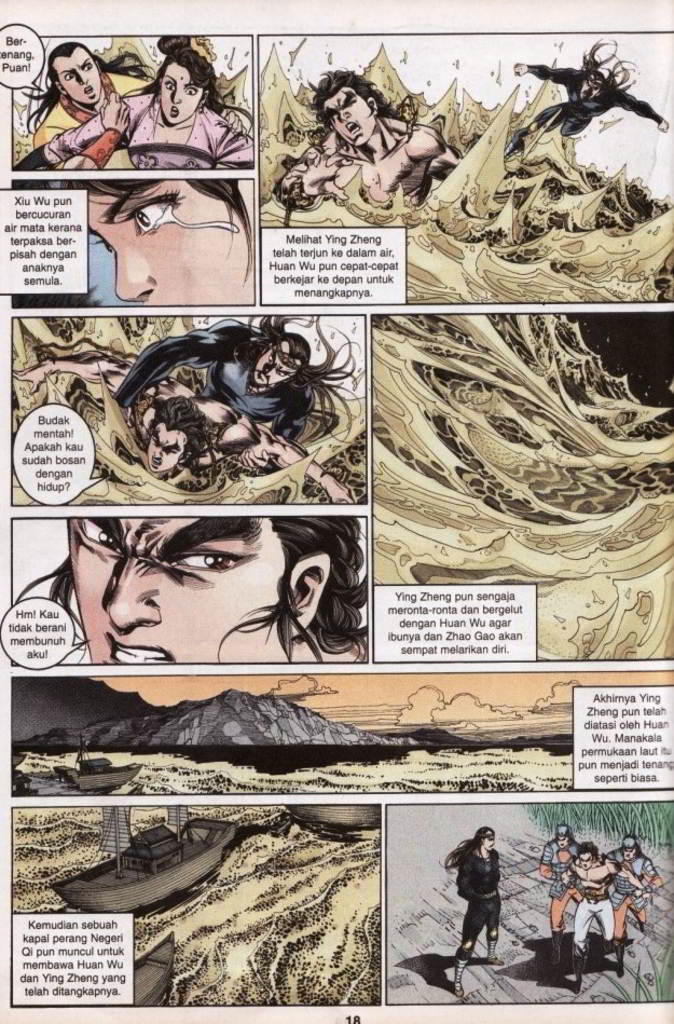 Ber-
tenang,
Puan!
Xiu Wu pun
bercucuran
air mata kerana
terpaksa ber-
pisah dengan
anaknya
semula.
Melihat Ying Zheng
telah terjun ke dalam air,
Huan Wu pun cepat-cepat
berkejar ke depan untuk
menangkapnya.
Budak
mentah!
Apakah kau
sudah bosan
dengan
hidup?
Ying Zheng pun sengaja
meronta-ronta dan bergelut
dengan Huan Wu agar
ibunya dan Zhao Gao akan
sempat melarikan diri.
Hm! Kau
tidak berani
membunuh
aku!
Akhirnya Ying
Zheng pun telah
diatasi oleh Huan
Wu. Manakala
permukaan laut itu
pun menjadi tenang
seperti biasa.
Kemudian sebuah
kapal perang Negeri
Qi pun muncul untuk
membawa Huan Wu
dan Ying Zheng yang
telah ditangkapnya.
18